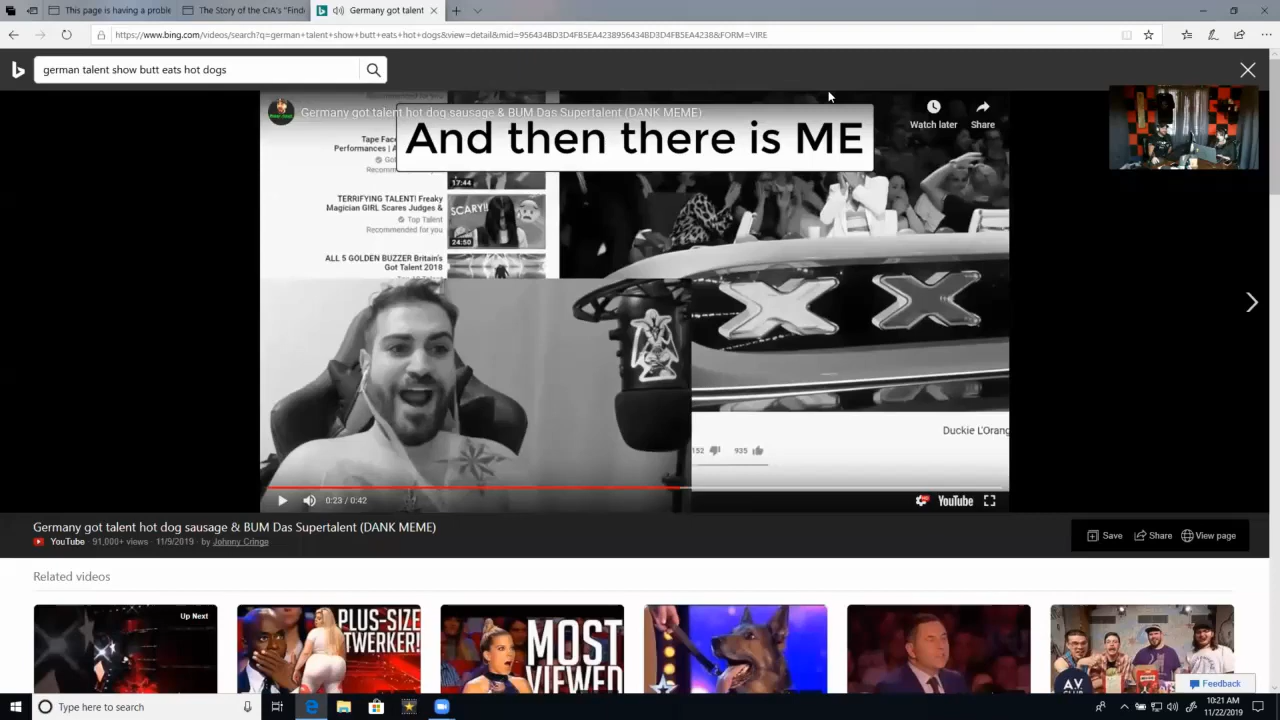 This page is having a proble
The Story of the CIA's "Find
Germany got talent
https://www.bing.com/videos/search?q=german+talent+show+butt+eats+hot+dogs&view=detail&mid=956434BD3D4FB5EA4238956434BD3D4FB5EA4238&FORM=VIRE
german talent show butt eats hot dogs
Germany got talent hot dog sausage & BUM Das Supertalent (DANK MEME)
And then there is ME
Watch later
Share
Tape Fac
Performances |
Recomm
17:44
TERRIFYING TALENT! Freaky
Magician GIRL Scares Judges &
Top Talent
Recommended for you
SCARY!!
24:50
ALL 5 GOLDEN BUZZER Britain's
Got Talent 2018
Duckie L'Orang
152
935
0:23 / 0:42
YouTube
Germany got talent hot dog sausage & BUM Das Supertalent (DANK MEME)
YouTube 91,000+ views · 11/9/2019 · by Johnny Cringe
Save
Share
View page
Related videos
Up Next
PLUS-SIZE
TWERKER!
MOST
VIEWED
AV
CLUB
Feedback
Type here to search
10:21 AM
11/22/2019